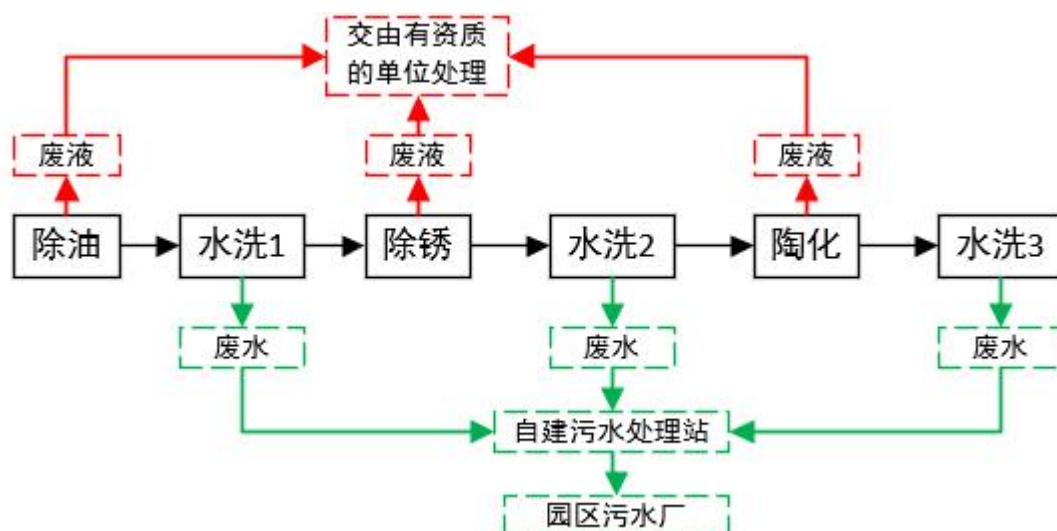 交由有资质
的单位处理
废液
废液
废液
除油
水洗1
除锈
水洗2
陶化
水洗3
废水
废水
废水
自建污水处理站
园区污水厂